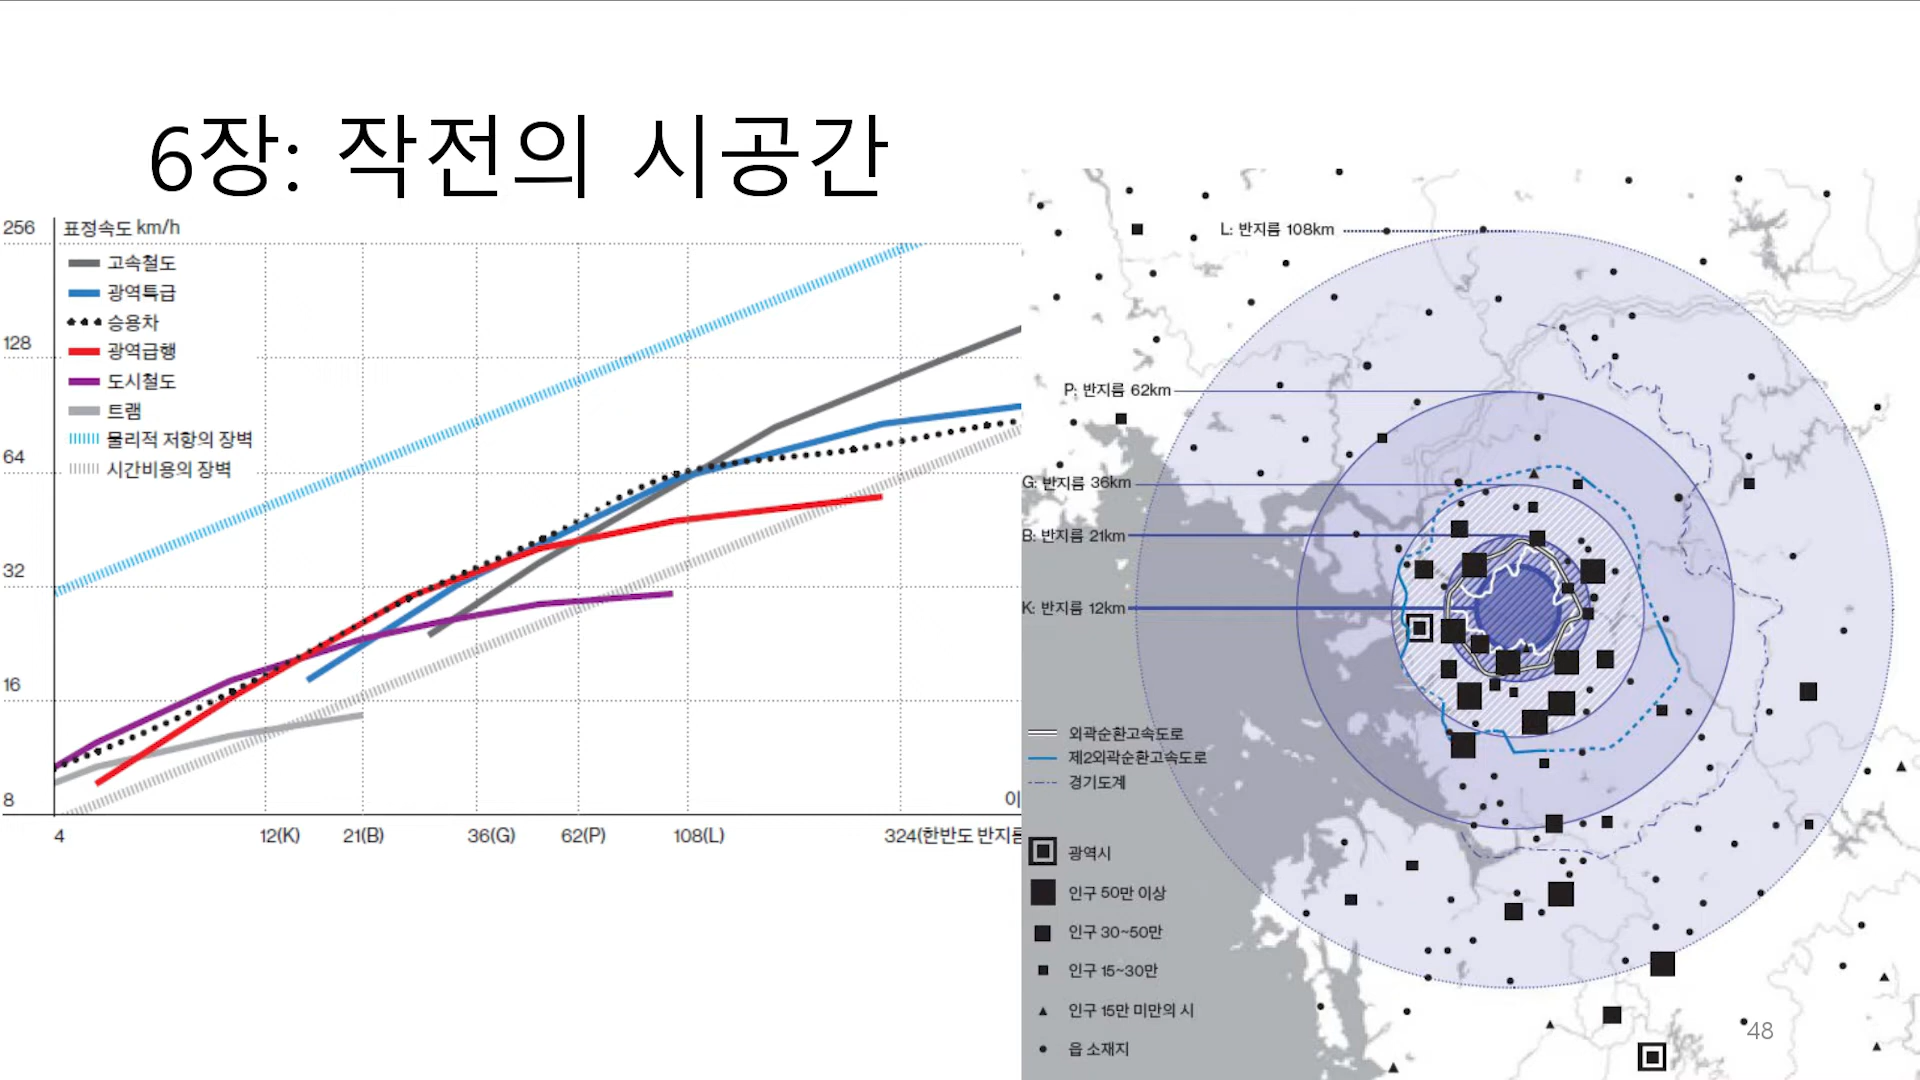 6장: 작전의 시공간
256
표정속도 km/h
고속철도
광역특급
승용차
128
광역급행
도시철도
트램
물리적 저항의 장벽
64
시간비용의 장벽
32
16
8
이
4
12(K)
21(B)
36(G)
62(P)
108(L)
324(한반도 반지름
L: 반지름 108km
P: 반지름 62km
G: 반지름 36km
B: 반지름 21km
K: 반지름 12km
외곽순환고속도로
제2외곽순환고속도로
경기도계
광역시
인구 50만 이상
인구 30~50만
인구 15~30만
인구 15만 미만의 시
읍 소재지
48